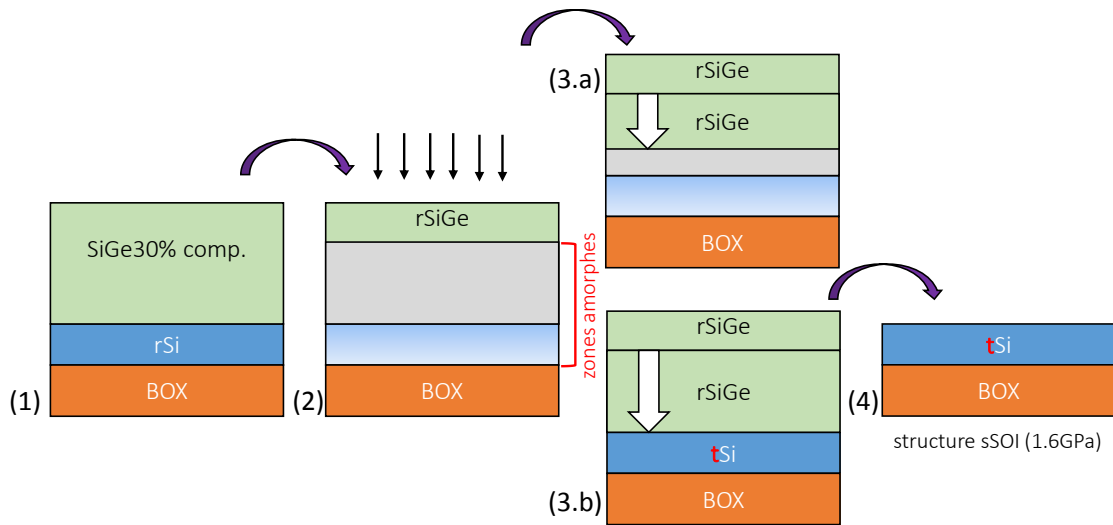 (1)
SiGe30% comp.
rSi
BOX
(2)
rSiGe
zones amorphes
BOX
(3.a)
rSiGe
rSiGe
BOX
(3.b)
rSiGe
rSiGe
tSi
BOX
(4)
tSi
BOX
structure sSOI (1.6GPa)